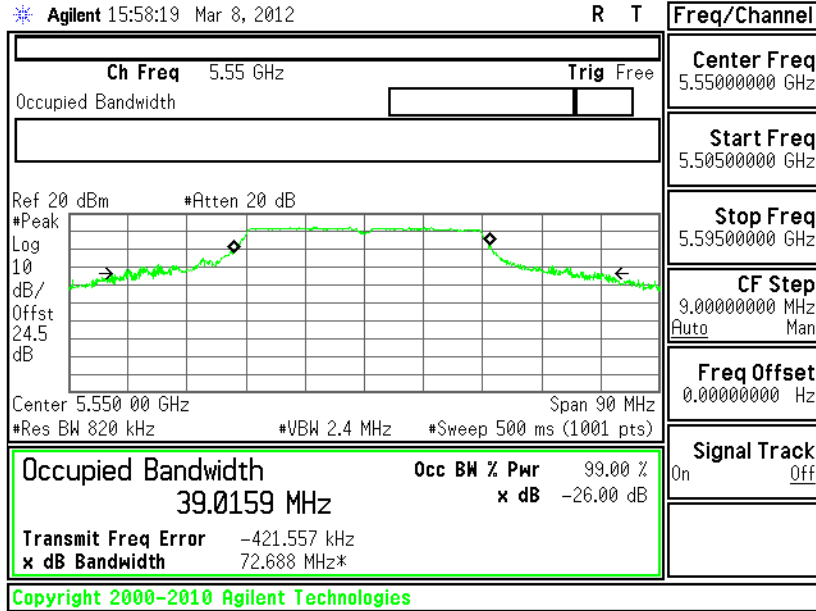 Agilent 15:58:19 Mar 8, 2012 R T
Freq/Channel
Ch Freq 5.55 GHz Trig Free
Occupied Bandwidth
Center Freq
5.55000000 GHz
Start Freq
5.50500000 GHz
Stop Freq
5.59500000 GHz
CF Step
9.00000000 MHz
Auto Man
Freq Offset
0.00000000 Hz
Signal Track
On Off
Ref 20 dBm #Atten 20 dB
#Peak
Log
10
dB/
Offst
24.5
dB
Center 5.550 00 GHz Span 90 MHz
#Res BW 820 kHz #VBW 2.4 MHz #Sweep 500 ms (1001 pts)
Occupied Bandwidth Occ BW % Pwr 99.00 %
39.0159 MHz x dB -26.00 dB
Transmit Freq Error -421.557 kHz
x dB Bandwidth 72.688 MHz*
Copyright 2000-2010 Agilent Technologies